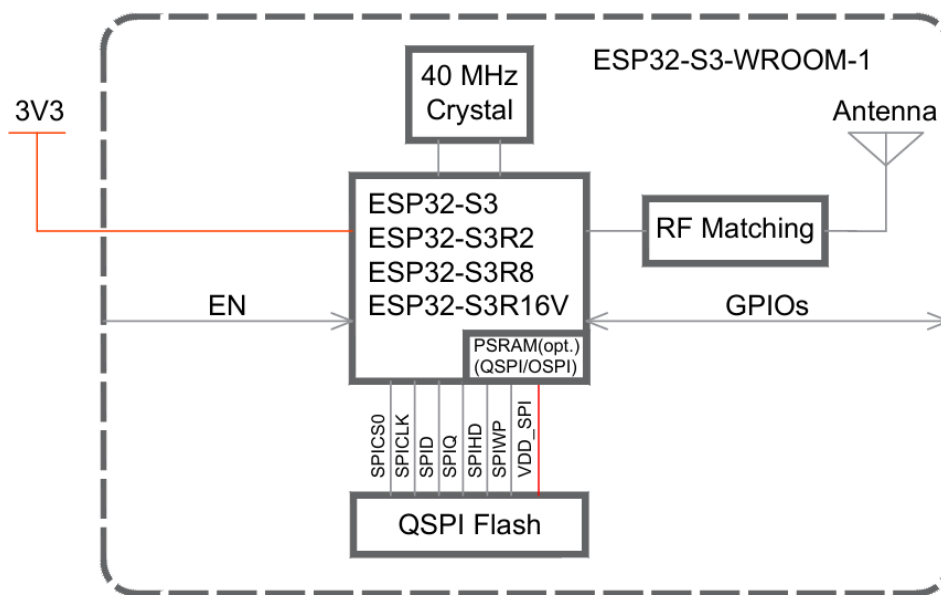 ESP32-S3-WROOM-1
40 MHz
Crystal
3V3
Antenna
ESP32-S3
ESP32-S3R2
ESP32-S3R8
ESP32-S3R16V
RF Matching
EN
GPIOs
PSRAM(opt.)
(QSPI/OSPI)
SPICS0
SPICLK
SPID
SPIQ
SPIHD
SPIWP
VDD_SPI
QSPI Flash